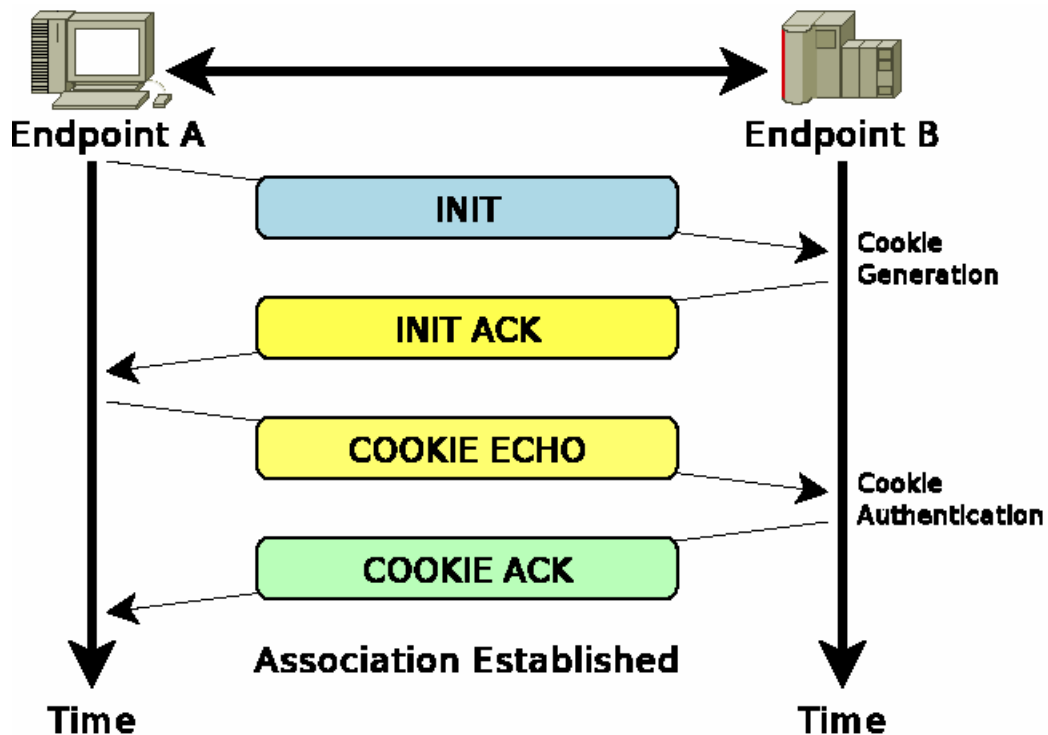 Endpoint A
Endpoint B
INIT
Cookie
Generation
INIT ACK
COOKIE ECHO
Cookie
Authentication
COOKIE ACK
Association Established
Time
Time